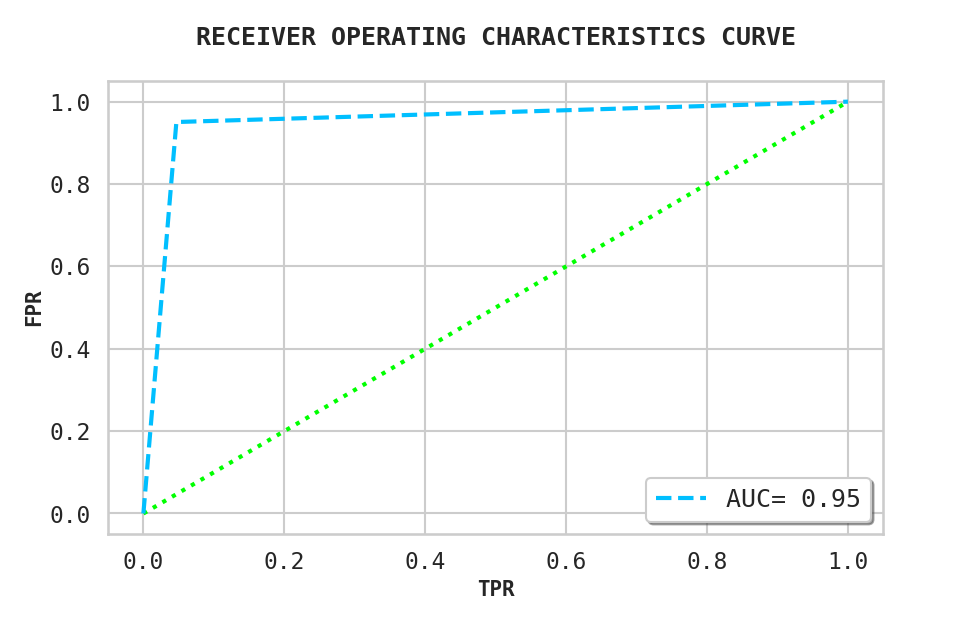 RECEIVER OPERATING CHARACTERISTICS CURVE
1.0
0.8
0.6
0.4
0.2
0.0
FPR
AUC= 0.95
0.0 0.2 0.4 0.6 0.8 1.0
TPR